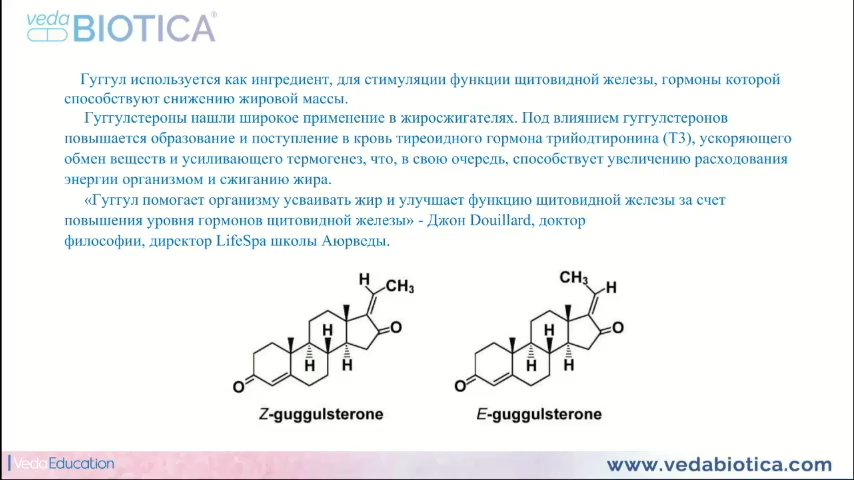 veda
BIOTICA®
Гуггул используется как ингредиент, для стимуляции функции щитовидной железы, гормоны которой
способствуют снижению жировой массы.
Гуггулстероны нашли широкое применение в жиросжигателях. Под влиянием гуггулстеронов
повышается образование и поступление в кровь тиреоидного гормона трийодтиронина (Т3), ускоряющего
обмен веществ и усиливающего термогенез, что, в свою очередь, способствует увеличению расходования
энергии организмом и сжиганию жира.
«Гуггул помогает организму усваивать жир и улучшает функцию щитовидной железы за счет
повышения уровня гормонов щитовидной железы» - Джон Douillard, доктор
философии, директор LifeSpa школы Аюрведы.
H CH₃
O
H
H H
O
Z-guggulsterone
CH₃ H
O
H
H H
O
E-guggulsterone
VedaEducation
www.vedabiotica.com